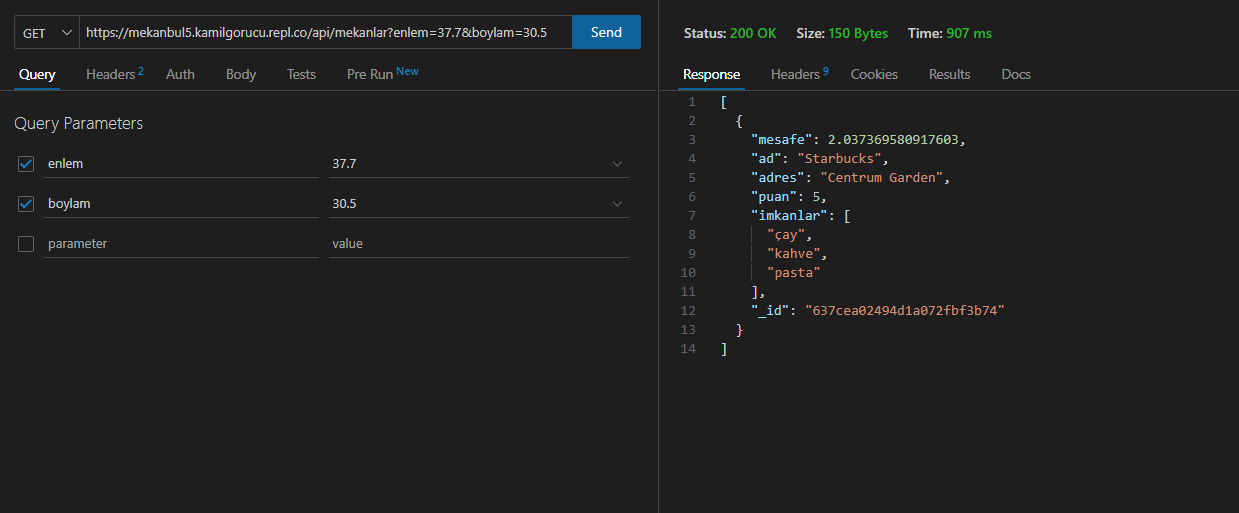 GET https://mekanbul5.kamilgorucu.repl.co/api/mekanlar?enlem=37.7&boylam=30.5 Send
Query Headers 2 Auth Body Tests Pre Run New
Query Parameters
enlem 37.7
boylam 30.5
parameter value
Status: 200 OK Size: 150 Bytes Time: 907 ms
Response Headers 9 Cookies Results Docs
1 [
2 {
3 "mesafe": 2.037369580917603,
4 "ad": "Starbucks",
5 "adres": "Centrum Garden",
6 "puan": 5,
7 "imkanlar": [
8 "çay",
9 "kahve",
10 "pasta"
11 ],
12 "_id": "637cea02494d1a072fbf3b74"
13 }
14 ]